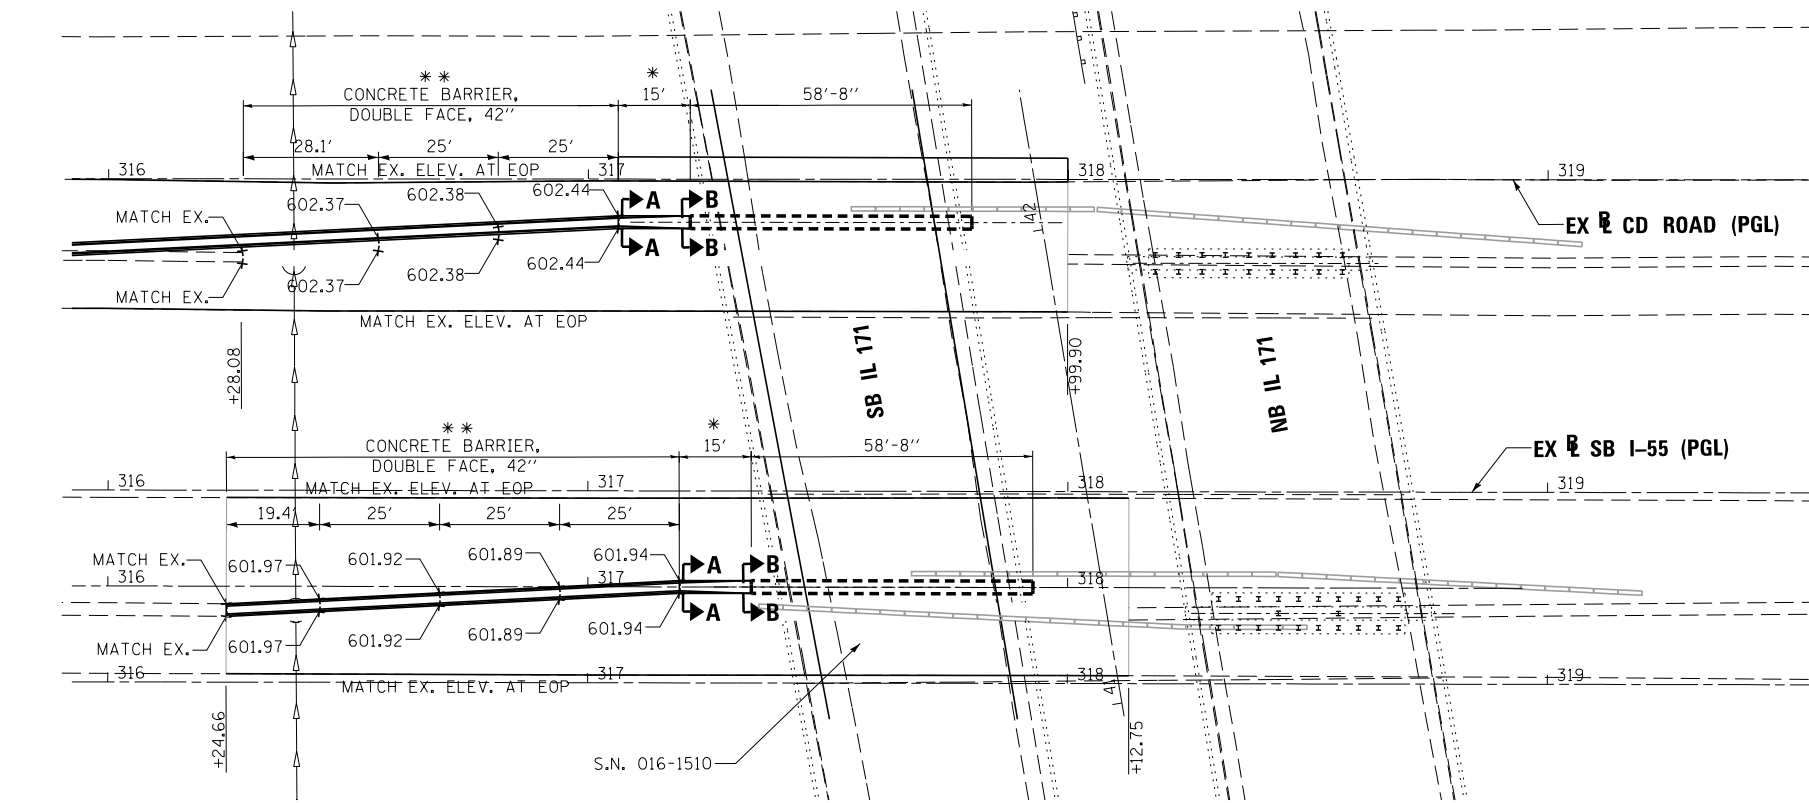 * *
CONCRETE BARRIER,
DOUBLE FACE, 42''
*
15'
58'-8''
28.1'
25'
25'
316
MATCH EX. ELEV. AT EOP
317
318
319
602.37
602.38
602.44
A
B
MATCH EX.
42
EX ⅊ CD ROAD (PGL)
A
B
602.44
602.38
602.37
MATCH EX.
MATCH EX. ELEV. AT EOP
+28.08
+99.90
SB IL 171
NB IL 171
* *
CONCRETE BARRIER,
DOUBLE FACE, 42''
*
15'
58'-8''
EX ⅊ SB I-55 (PGL)
316
MATCH EX. ELEV. AT EOP
317
318
319
19.4'
25'
25'
25'
MATCH EX.
601.97
601.92
601.89
601.94
A
B
316
317
318
A
B
MATCH EX.
601.97
601.92
601.89
601.94
316
MATCH EX. ELEV. AT EOP
317
318
319
41
+24.66
+12.75
S.N. 016-1510